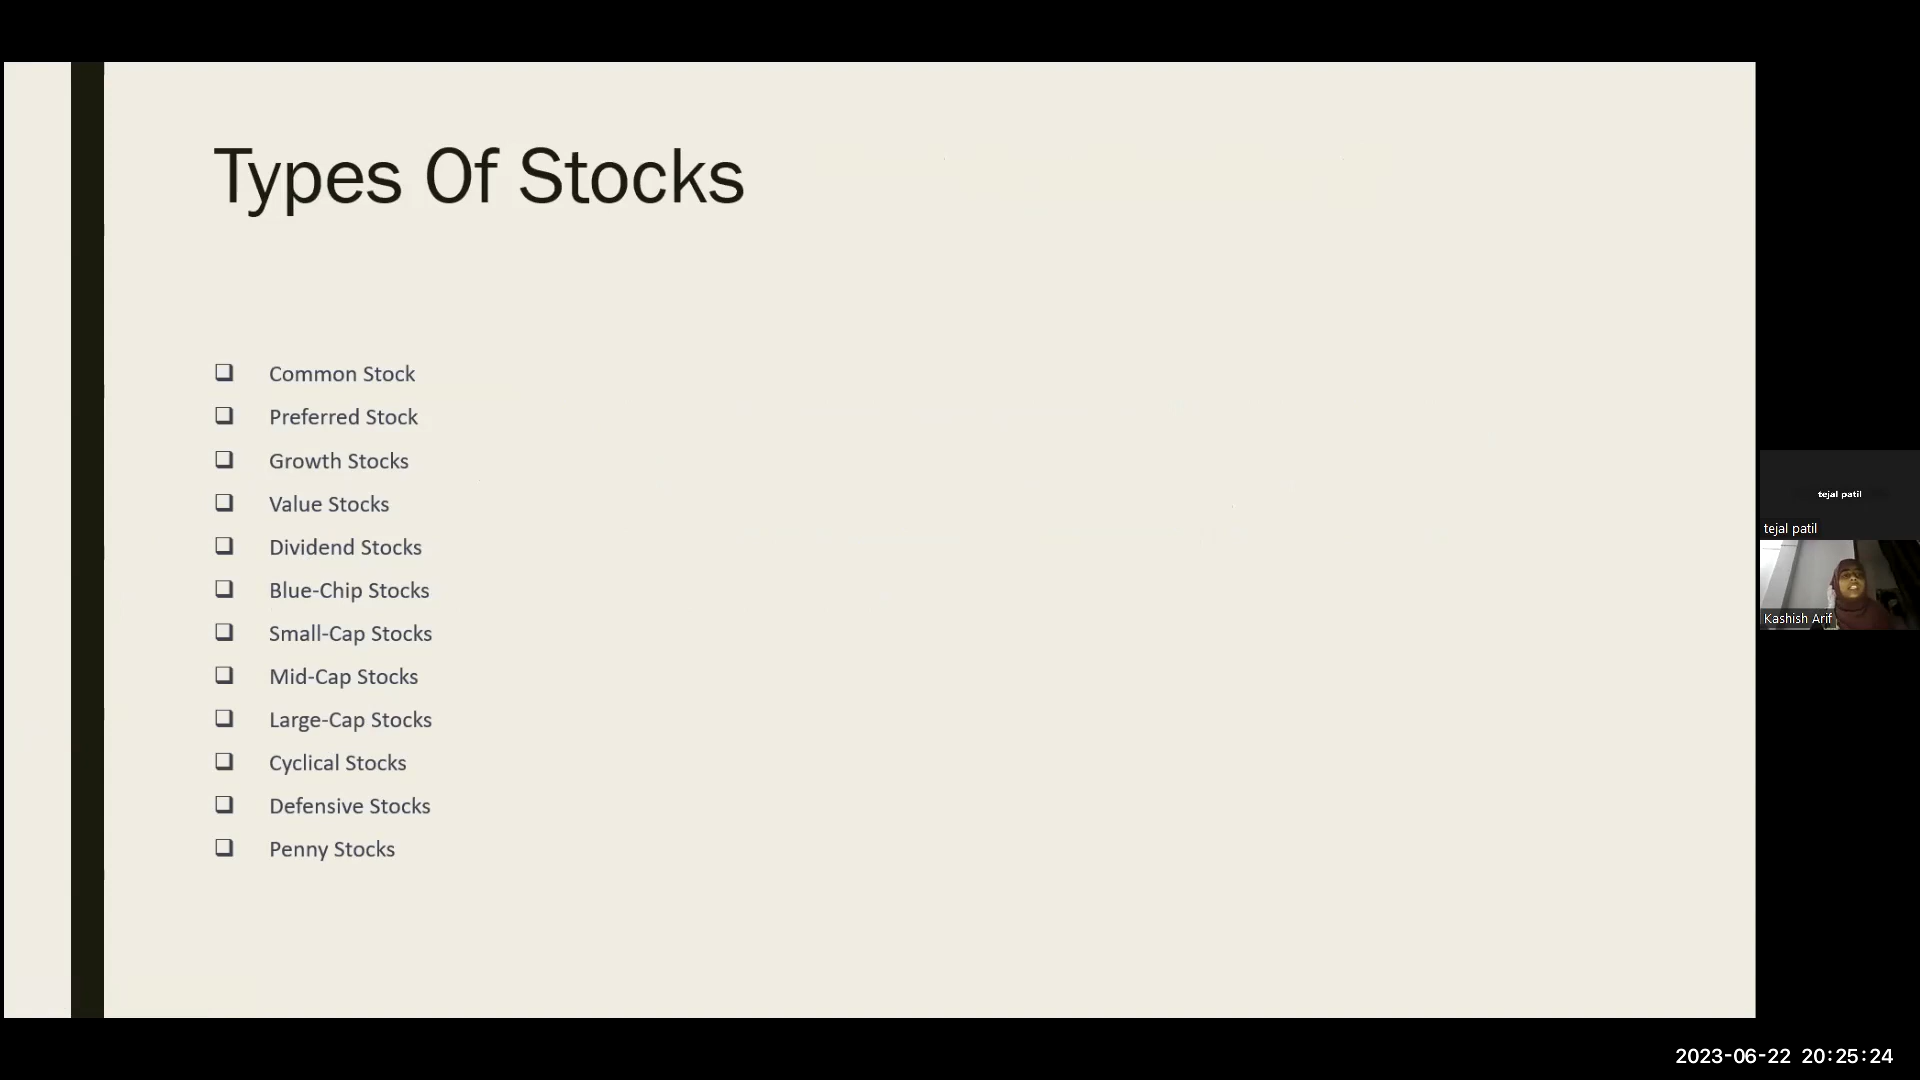 Types Of Stocks
Common Stock
Preferred Stock
Growth Stocks
Value Stocks
Dividend Stocks
Blue-Chip Stocks
Small-Cap Stocks
Mid-Cap Stocks
Large-Cap Stocks
Cyclical Stocks
Defensive Stocks
Penny Stocks
tejal patil
tejal patil
Kashish Arif
2023-06-22 20:25:24